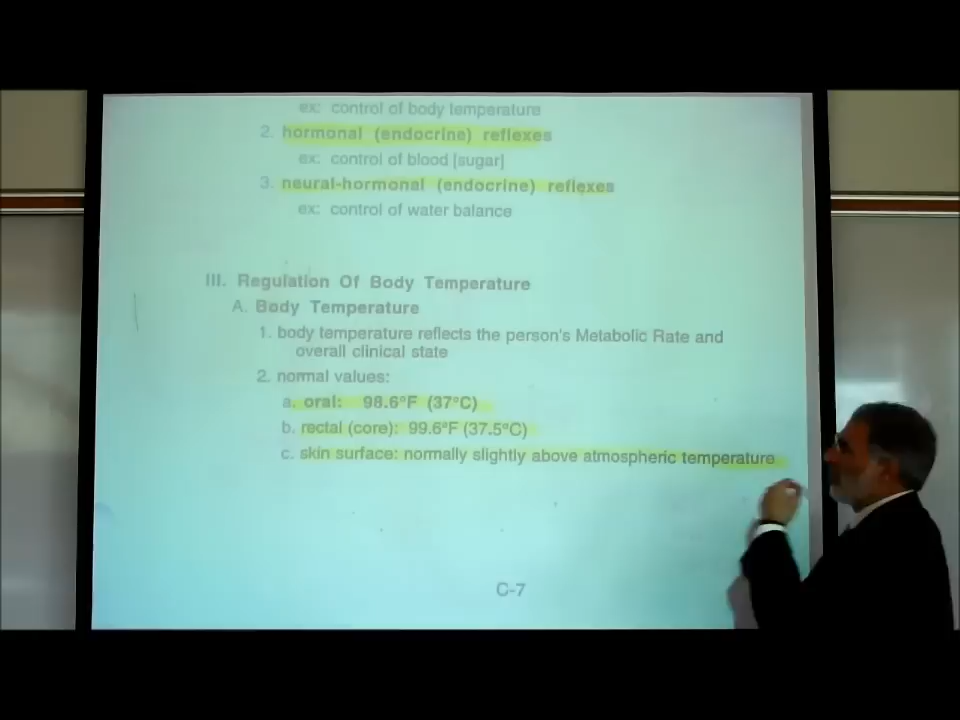 ex: control of body temperature
2. hormonal (endocrine) reflexes
ex: control of blood [sugar]
3. neural-hormonal (endocrine) reflexes
ex: control of water balance
III. Regulation Of Body Temperature
A. Body Temperature
1. body temperature reflects the person's Metabolic Rate and
overall clinical state
2. normal values:
a. oral: 98.6°F (37°C)
b. rectal (core): 99.6°F (37.5°C)
c. skin surface: normally slightly above atmospheric temperature
C-7